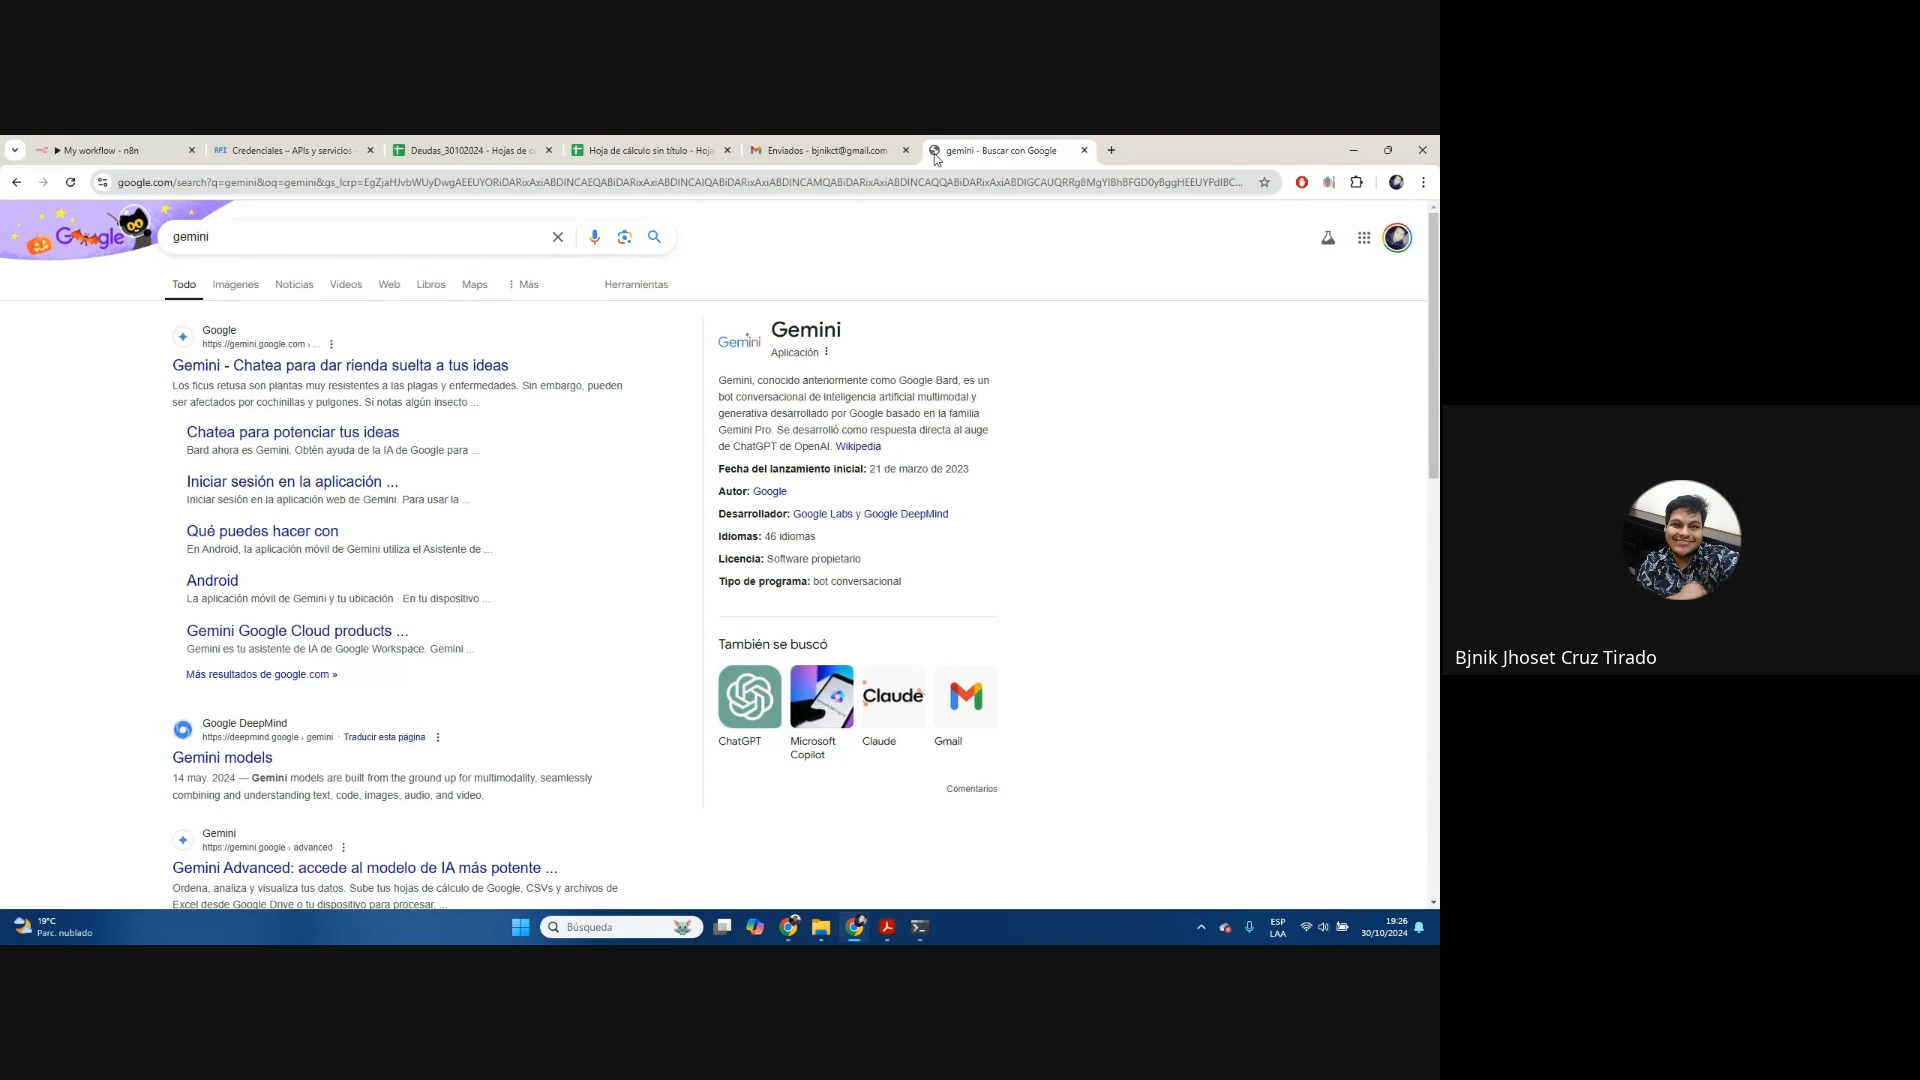 My workflow - n8n
API Credenciales – APIs y servicios
Deudas_30102024 - Hojas de c
Hoja de cálculo sin título - Hoja
Enviados - bjnikct@gmail.com
gemini - Buscar con Google
Google
gemini
Todo
Imágenes
Noticias
Videos
Web
Libros
Maps
Más
Herramientas
Google
https://gemini.google.com › ...
Gemini - Chatea para dar rienda suelta a tus ideas
Los ficus retusa son plantas muy resistentes a las plagas y enfermedades. Sin embargo, pueden
ser afectados por cochinillas y pulgones. Si notas algún insecto ...
Chatea para potenciar tus ideas
Bard ahora es Gemini. Obtén ayuda de la IA de Google para ...
Iniciar sesión en la aplicación ...
Iniciar sesión en la aplicación web de Gemini. Para usar la ...
Qué puedes hacer con
En Android, la aplicación móvil de Gemini utiliza el Asistente de ...
Android
La aplicación móvil de Gemini y tu ubicación · En tu dispositivo ...
Gemini Google Cloud products ...
Gemini es tu asistente de IA de Google Workspace. Gemini ...
Más resultados de google.com »
Google DeepMind
https://deepmind.google › gemini · Traducir esta página
Gemini models
14 may. 2024 — Gemini models are built from the ground up for multimodality, seamlessly
combining and understanding text, code, images, audio, and video.
Gemini
https://gemini.google › advanced
Gemini Advanced: accede al modelo de IA más potente ...
Ordena, analiza y visualiza tus datos. Sube tus hojas de cálculo de Google, CSVs y archivos de
Excel desde Google Drive o tu dispositivo para procesar, ...
Gemini
Gemini
Aplicación
Gemini, conocido anteriormente como Google Bard, es un
bot conversacional de inteligencia artificial multimodal y
generativa desarrollado por Google basado en la familia
Gemini Pro. Se desarrolló como respuesta directa al auge
de ChatGPT de OpenAI. Wikipedia
Fecha del lanzamiento inicial: 21 de marzo de 2023
Autor: Google
Desarrollador: Google Labs y Google DeepMind
Idiomas: 46 idiomas
Licencia: Software propietario
Tipo de programa: bot conversacional
También se buscó
Claude
ChatGPT
Microsoft
Copilot
Claude
Gmail
Comentarios
Bjnik Jhoset Cruz Tirado
19°C
Parc. nublado
Búsqueda
ESP
LAA
19:26
30/10/2024